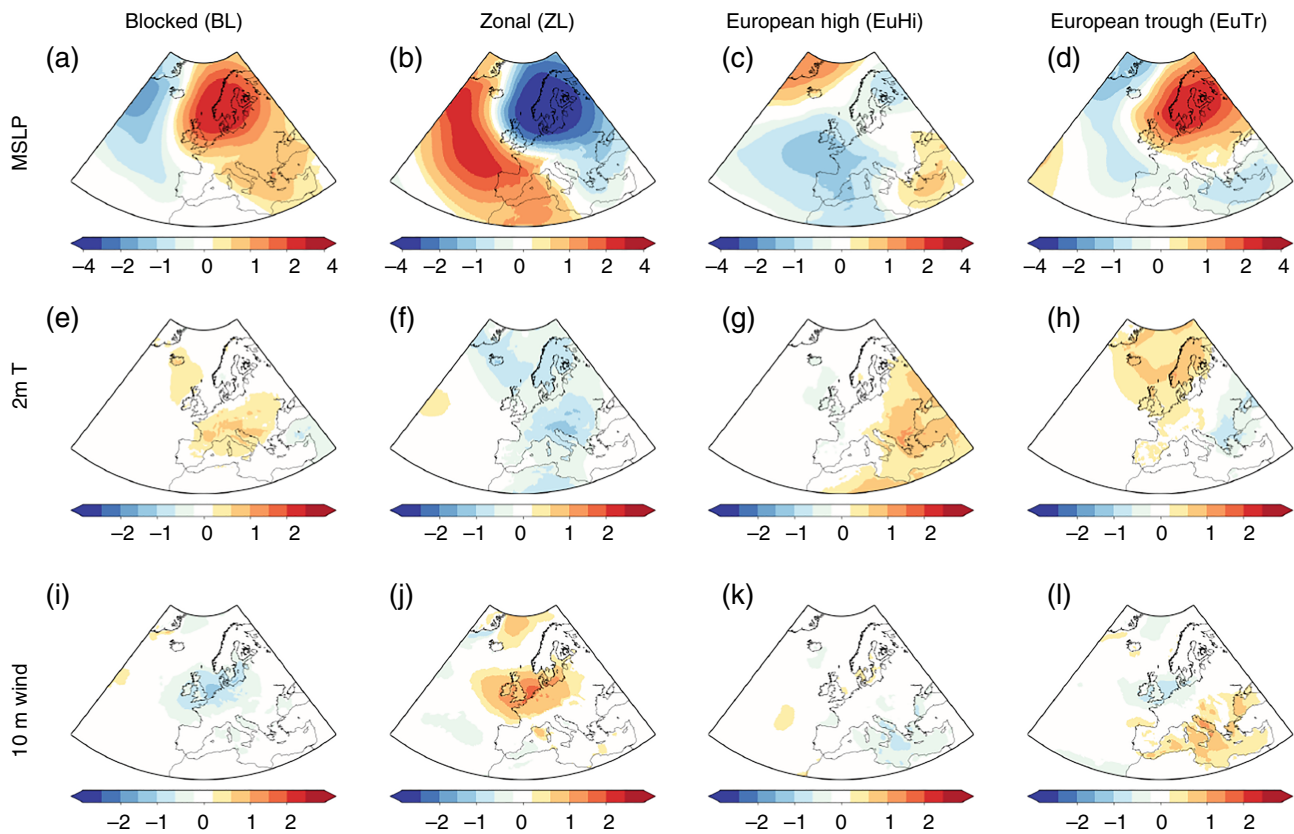 Blocked (BL) Zonal (ZL) European high (EuHi) European trough (EuTr)
(a) (b) (c) (d)
MSLP
–4 –2 –1 0 1 2 4 –4 –2 –1 0 1 2 4 –4 –2 –1 0 1 2 4 –4 –2 –1 0 1 2 4
(e) (f) (g) (h)
2m T
–2 –1 0 1 2 –2 –1 0 1 2 –2 –1 0 1 2 –2 –1 0 1 2
(i) (j) (k) (l)
10 m wind
–2 –1 0 1 2 –2 –1 0 1 2 –2 –1 0 1 2 –2 –1 0 1 2